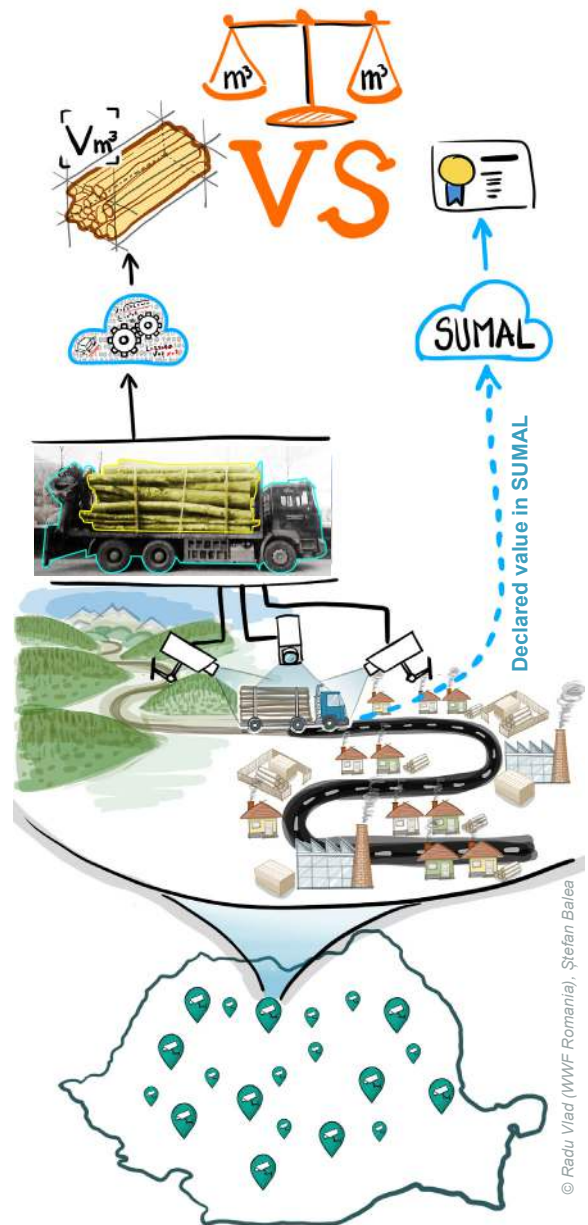 m³
m³
Vm³
VS
SUMAL
Declared value in SUMAL
© Radu Vlad (WWF Romania), Ștefan Balea